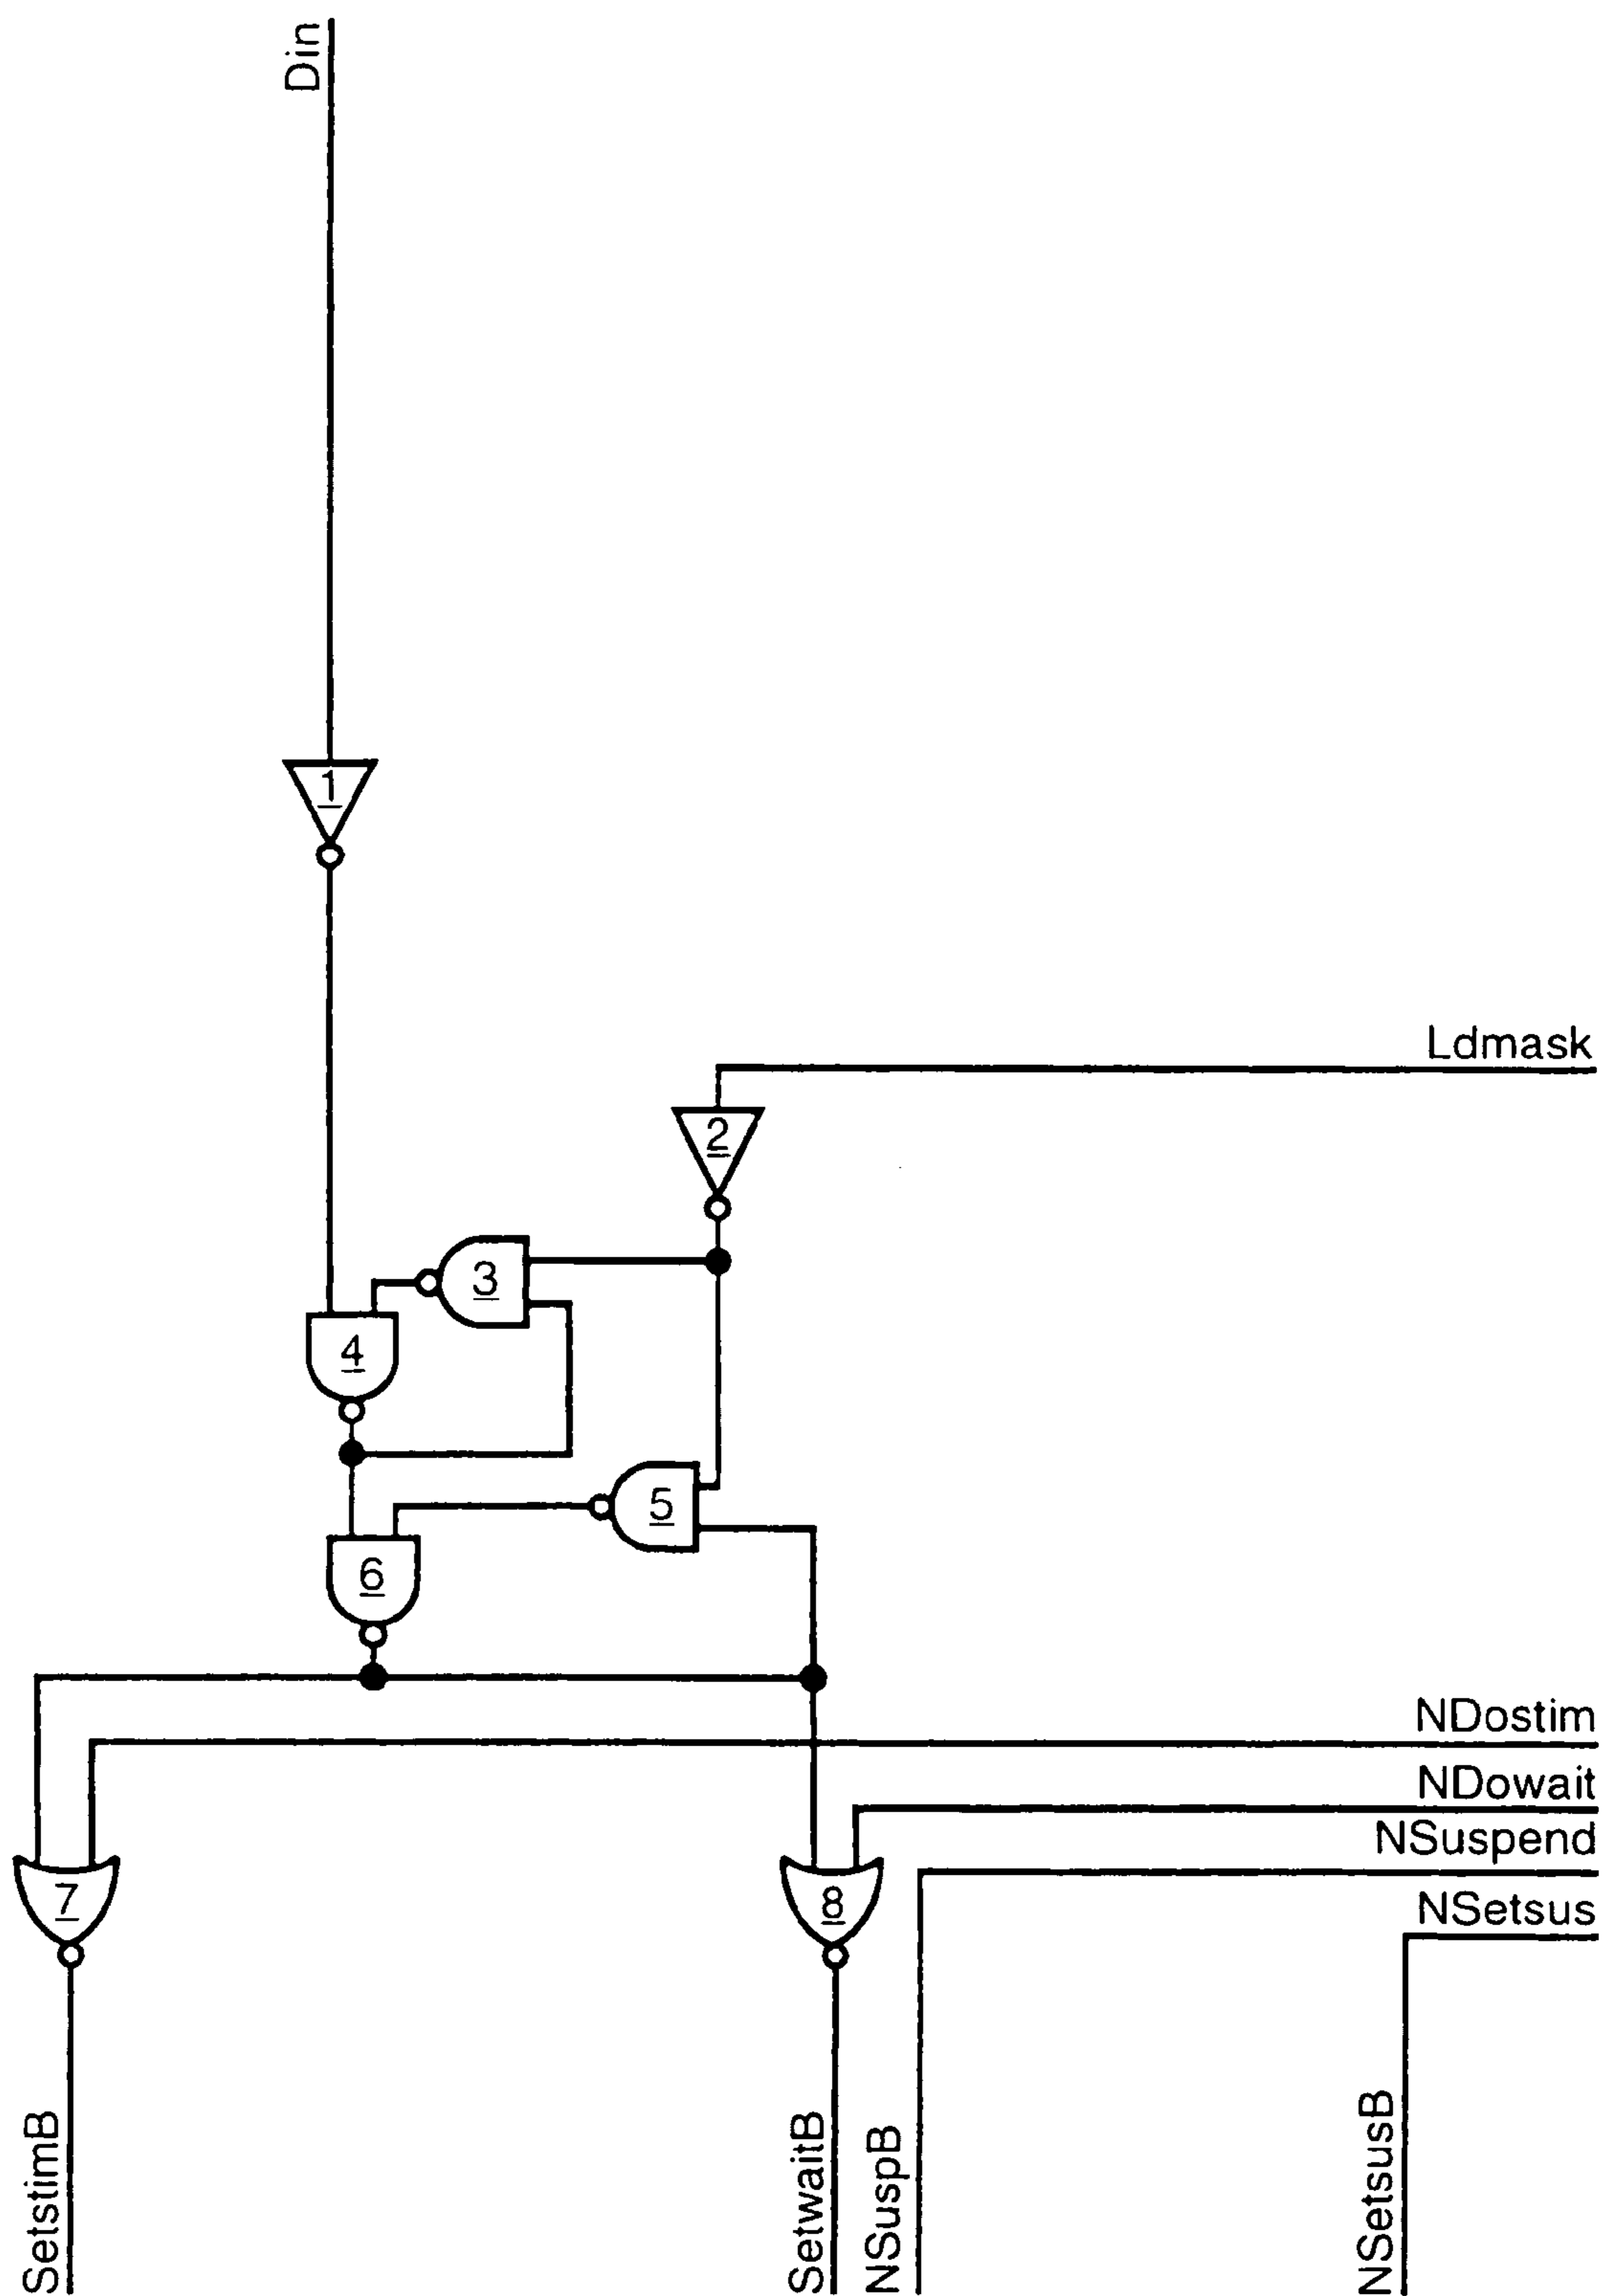 Din
1
Ldmask
2
3
4
5
6
NDostim
NDowait
NSuspend
7
8
NSetsus
SetstimB
SetwaitB
NSuspB
NSetsusB